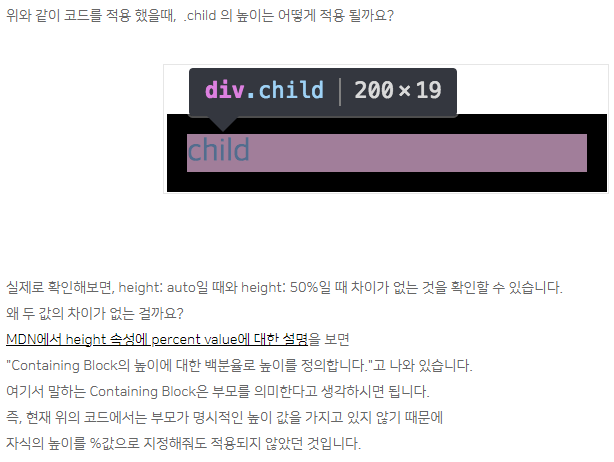 위와 같이 코드를 적용 했을때, .child 의 높이는 어떻게 적용 될까요?
div.child | 200 × 19
child
실제로 확인해보면, height: auto일 때와 height: 50%일 때 차이가 없는 것을 확인할 수 있습니다.
왜 두 값의 차이가 없는 걸까요?
MDN에서 height 속성에 percent value에 대한 설명을 보면
"Containing Block의 높이에 대한 백분율로 높이를 정의합니다."고 나와 있습니다.
여기서 말하는 Containing Block은 부모를 의미한다고 생각하시면 됩니다.
즉, 현재 위의 코드에서는 부모가 명시적인 높이 값을 가지고 있지 않기 때문에
자식의 높이를 %값으로 지정해줘도 적용되지 않았던 것입니다.